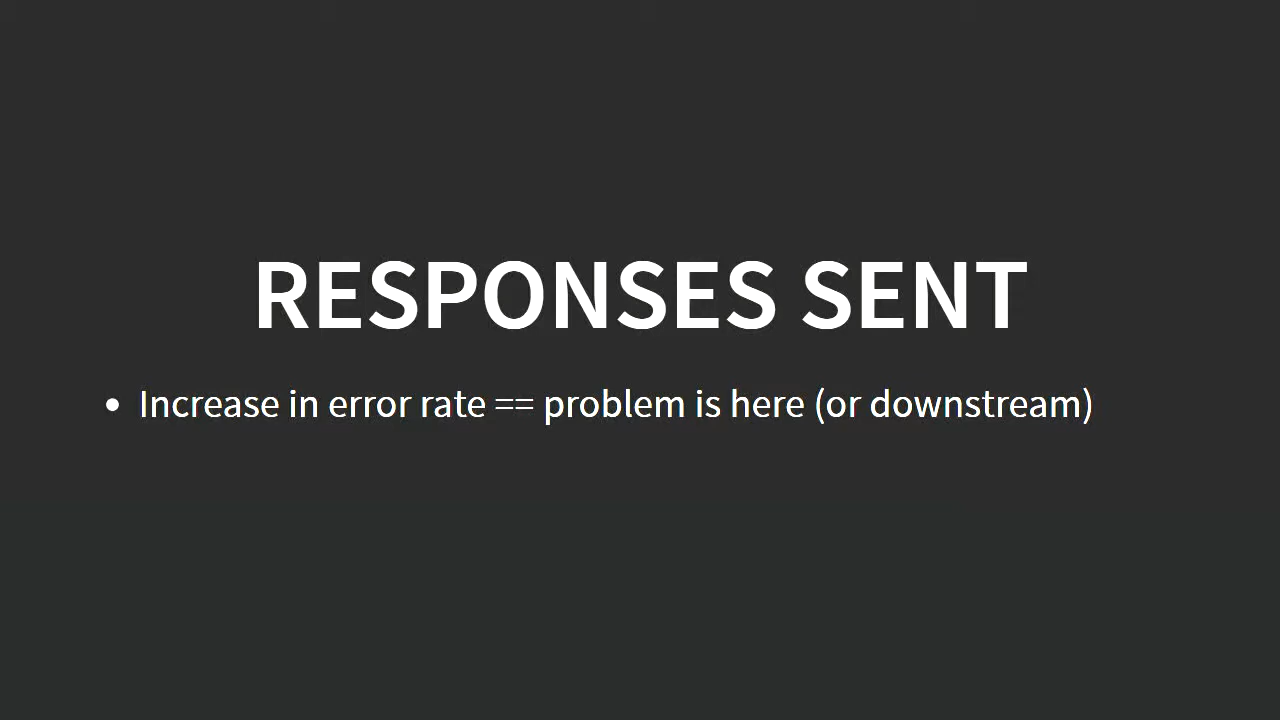 RESPONSES SENT
• Increase in error rate == problem is here (or downstream)